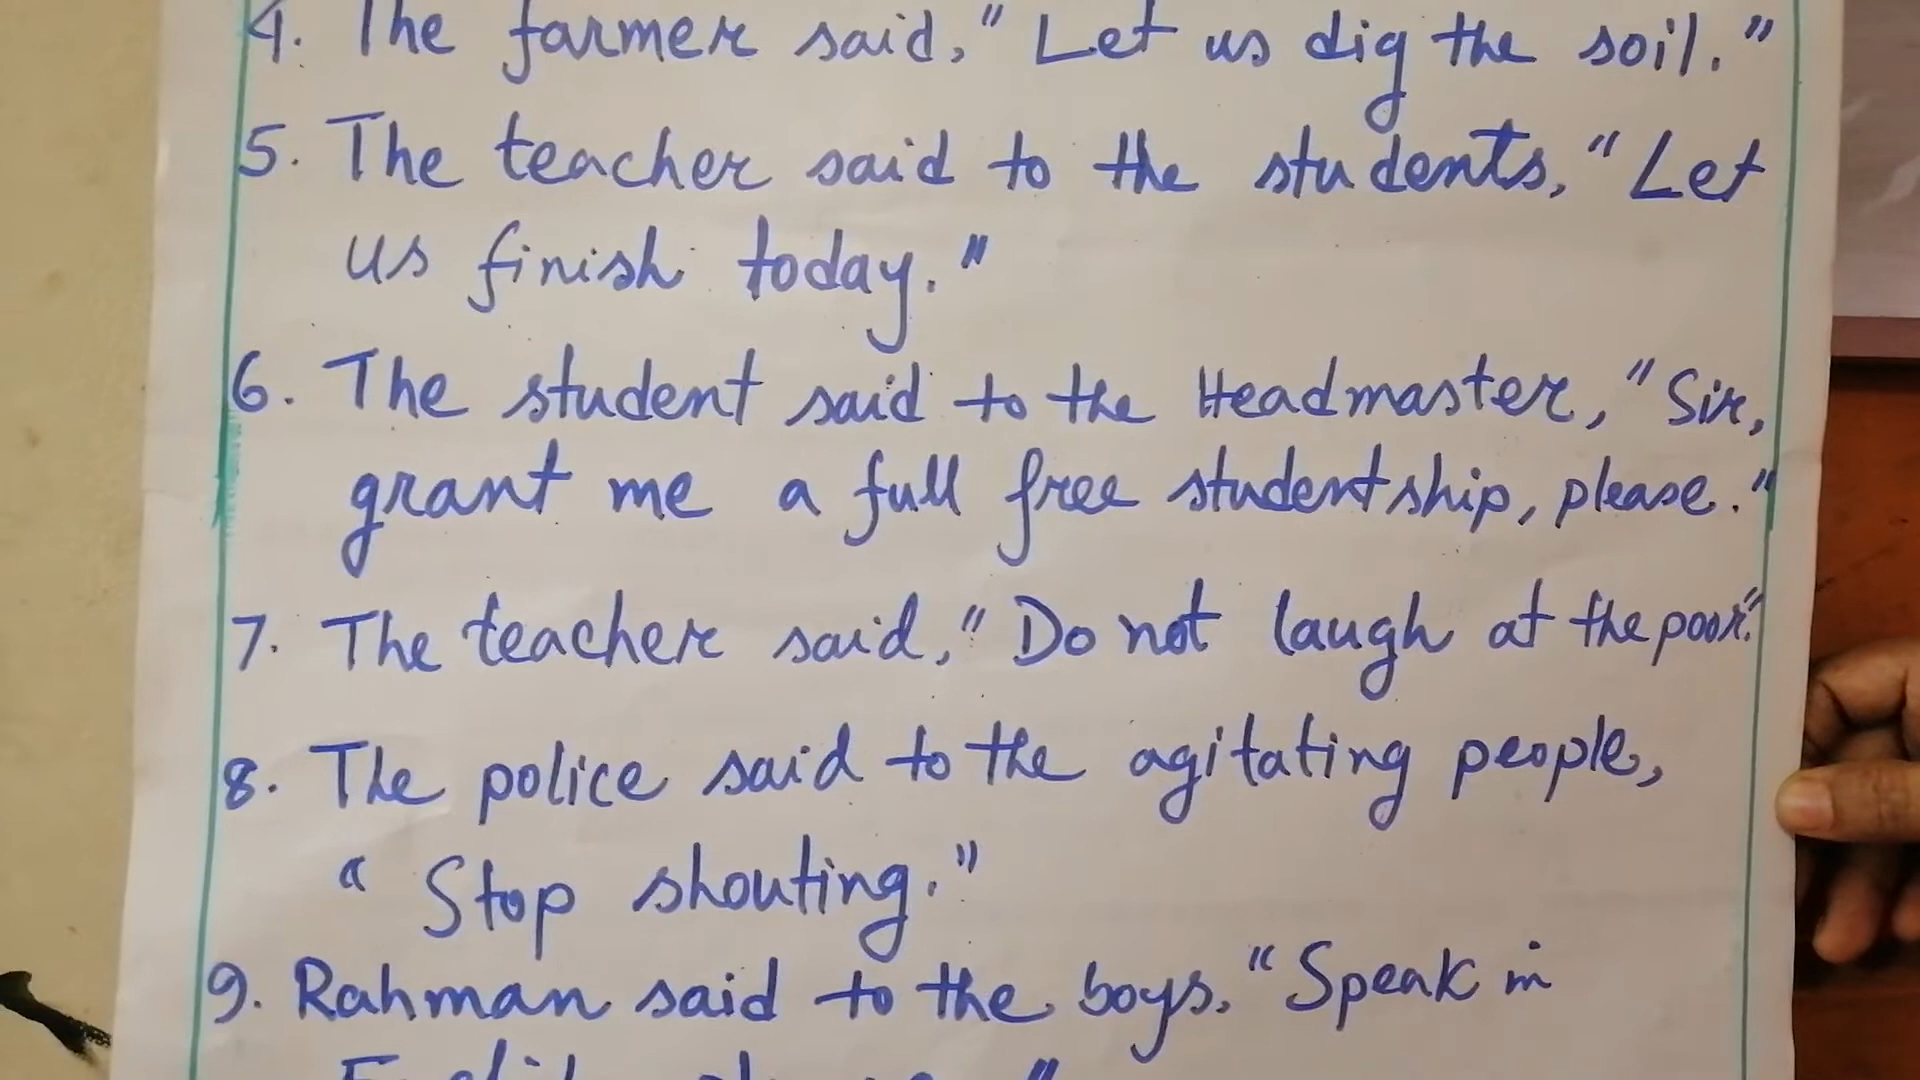 4. The farmer said, "Let us dig the soil."
5. The teacher said to the students, "Let
us finish today."
6. The student said to the Headmaster, "Sir,
grant me a full free studentship, please."
7. The teacher said, "Do not laugh at the poor."
8. The police said to the agitating people,
"Stop shouting."
9. Rahman said to the boys, "Speak in